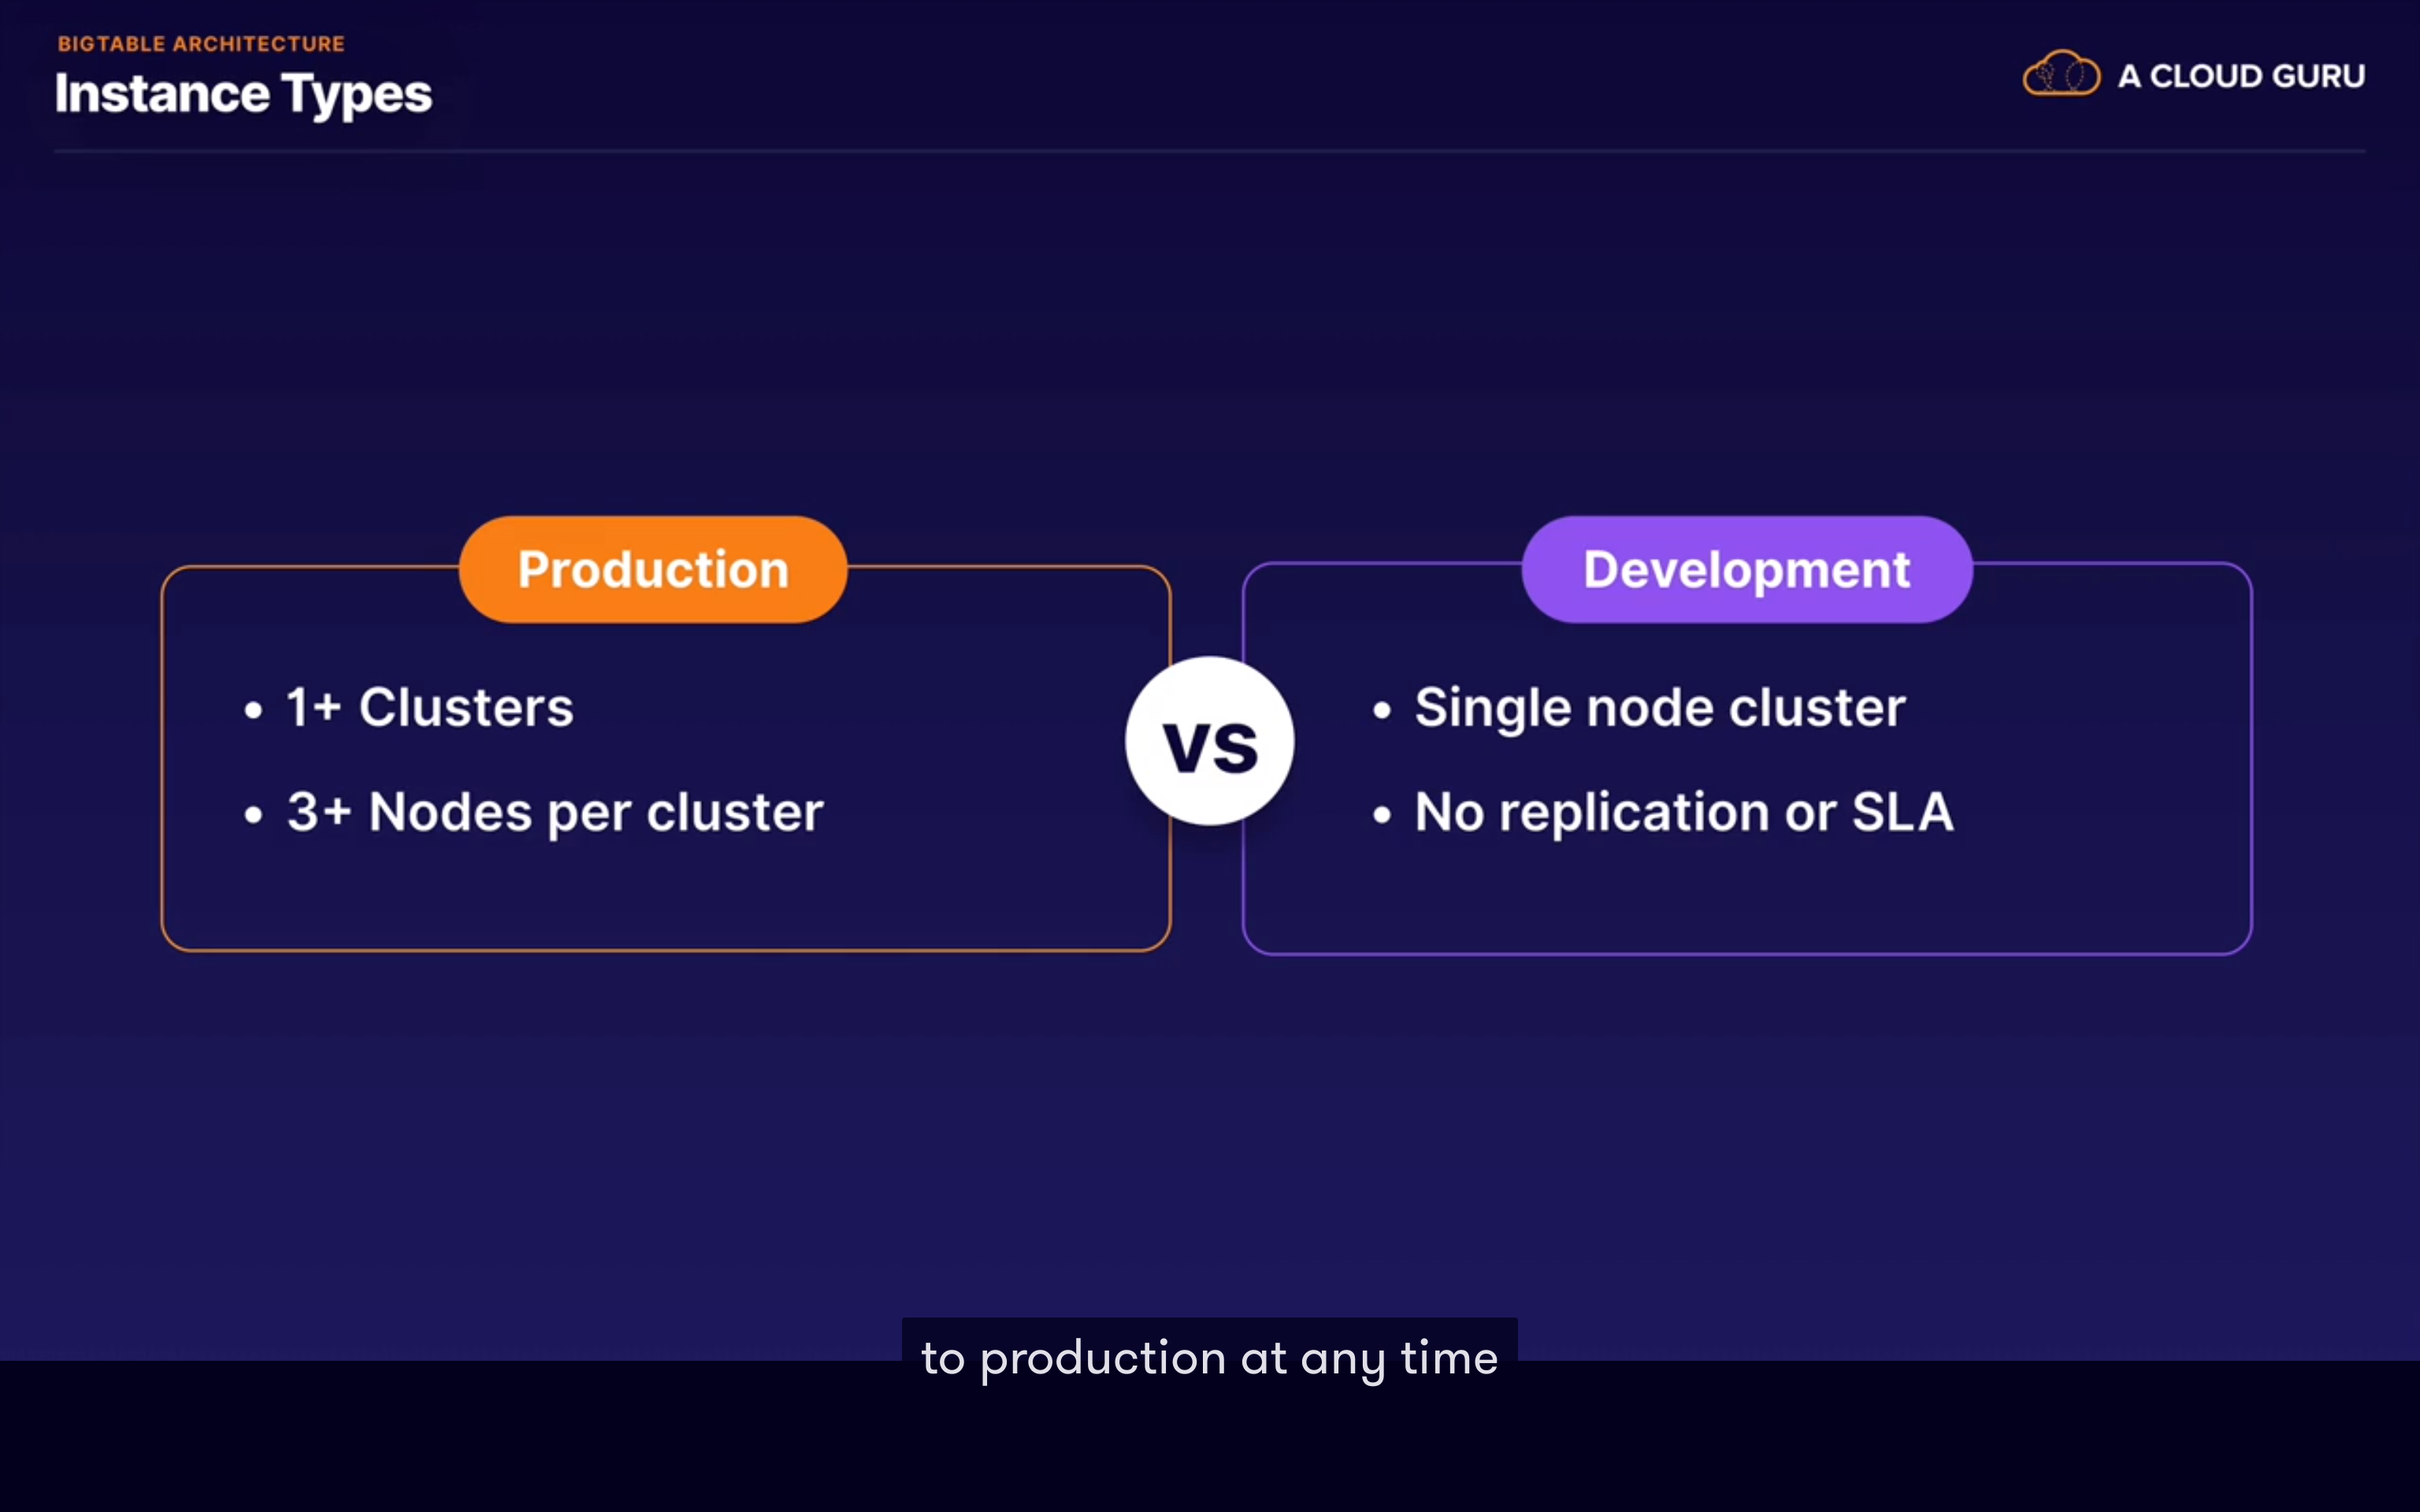 BIGTABLE ARCHITECTURE
Instance Types
A CLOUD GURU
Production
• 1+ Clusters
• 3+ Nodes per cluster
vs
Development
• Single node cluster
• No replication or SLA
to production at any time